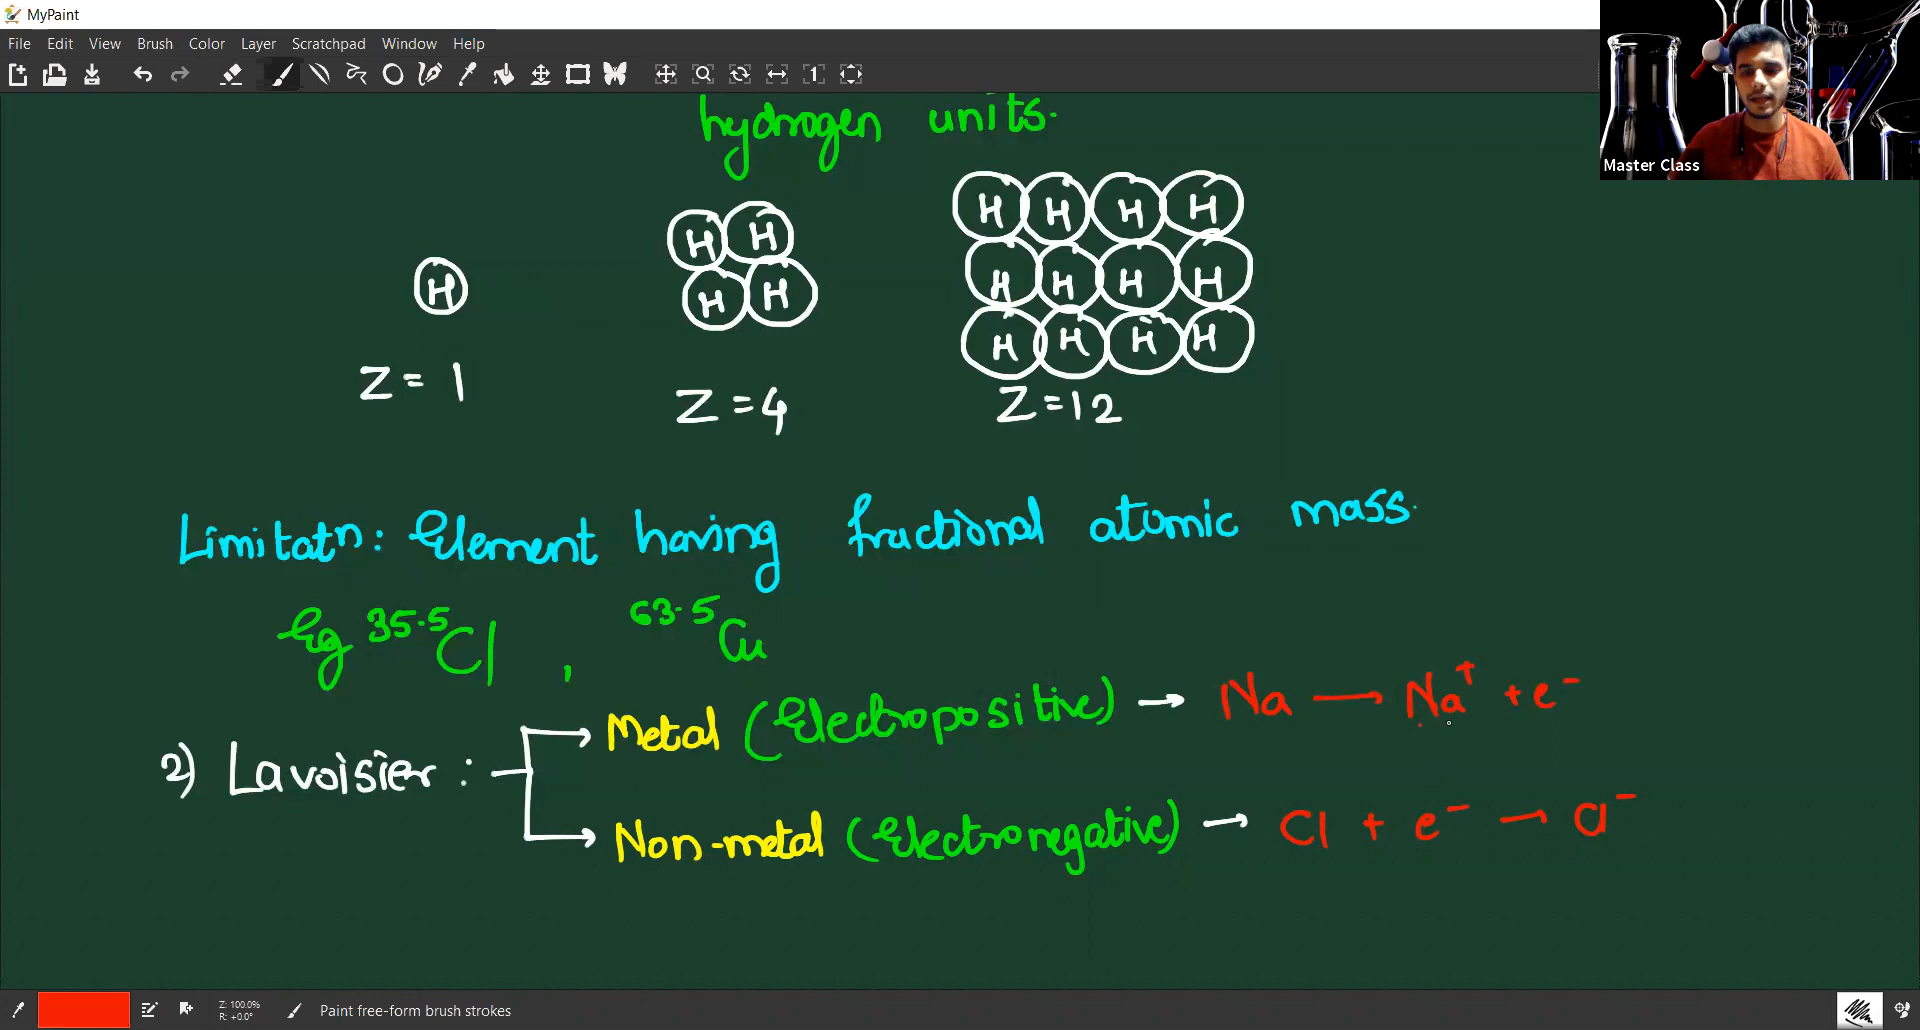 MyPaint
File Edit View Brush Color Layer Scratchpad Window Help
1
Master Class
hydrogen units.
H H H H
H H
H H H H
H
H H
H H H H
Z = 1
Z = 4
Z = 12
Limitatⁿ : Element having fractional atomic mass.
Eg ³⁵·⁵Cl , ⁶³·⁵Cu
Metal (Electropositive) → Na → Na⁺ + e⁻
2) Lavoisier :
Non-metal (Electronegative) → Cl + e⁻ → Cl⁻
Z: 100.0%
R: +0.0°
Paint free-form brush strokes